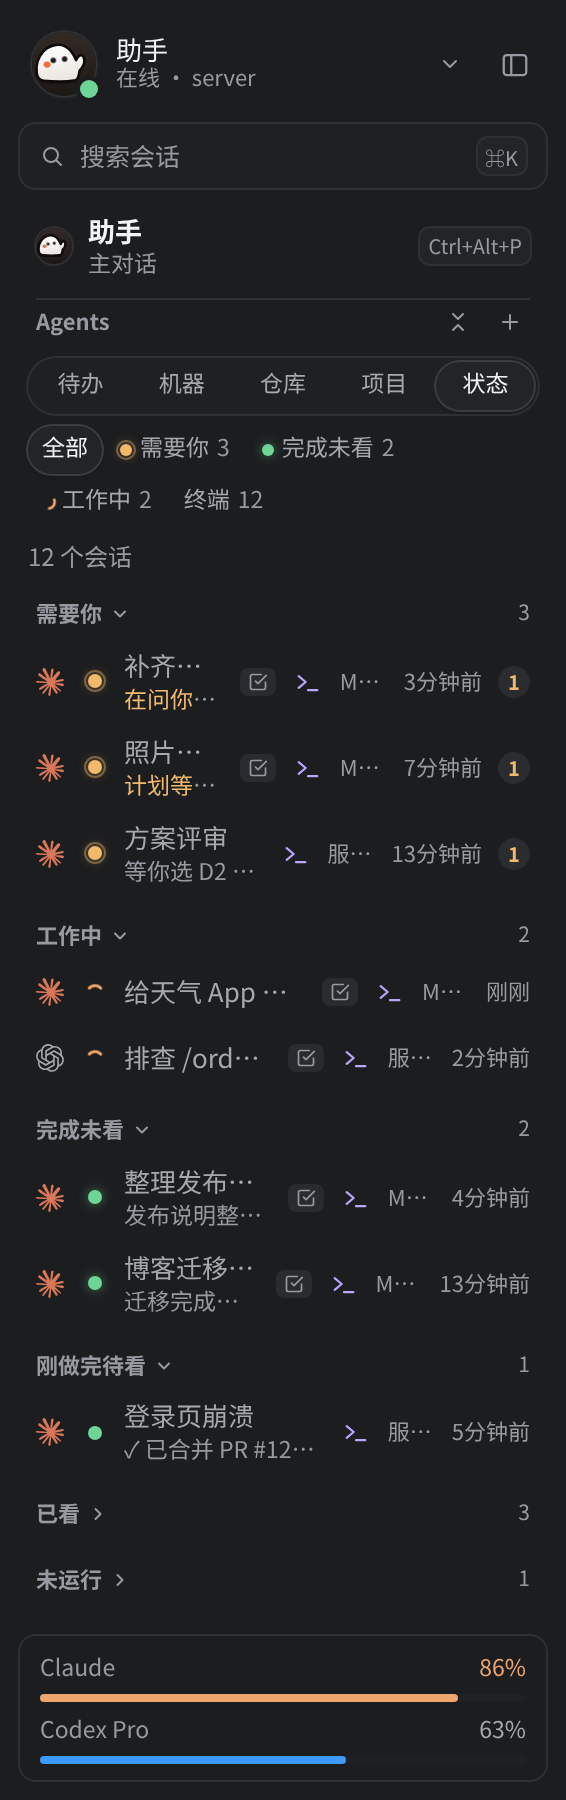 助手
在线 • server
搜索会话
⌘K
助手
主对话
Ctrl+Alt+P
Agents
待办 机器 仓库 项目 状态
全部 需要你 3 完成未看 2
工作中 2 终端 12
12 个会话
需要你 3
补齐… M… 3分钟前 1
在问你…
照片… M… 7分钟前 1
计划等…
方案评审 服… 13分钟前 1
等你选 D2 …
工作中 2
给天气 App … M… 刚刚
排查 /ord… 服… 2分钟前
完成未看 2
整理发布… M… 4分钟前
发布说明整…
博客迁移… M… 13分钟前
迁移完成…
刚做完待看 1
登录页崩溃 服… 5分钟前
✓ 已合并 PR #12…
已看 3
未运行 1
Claude 86%
Codex Pro 63%